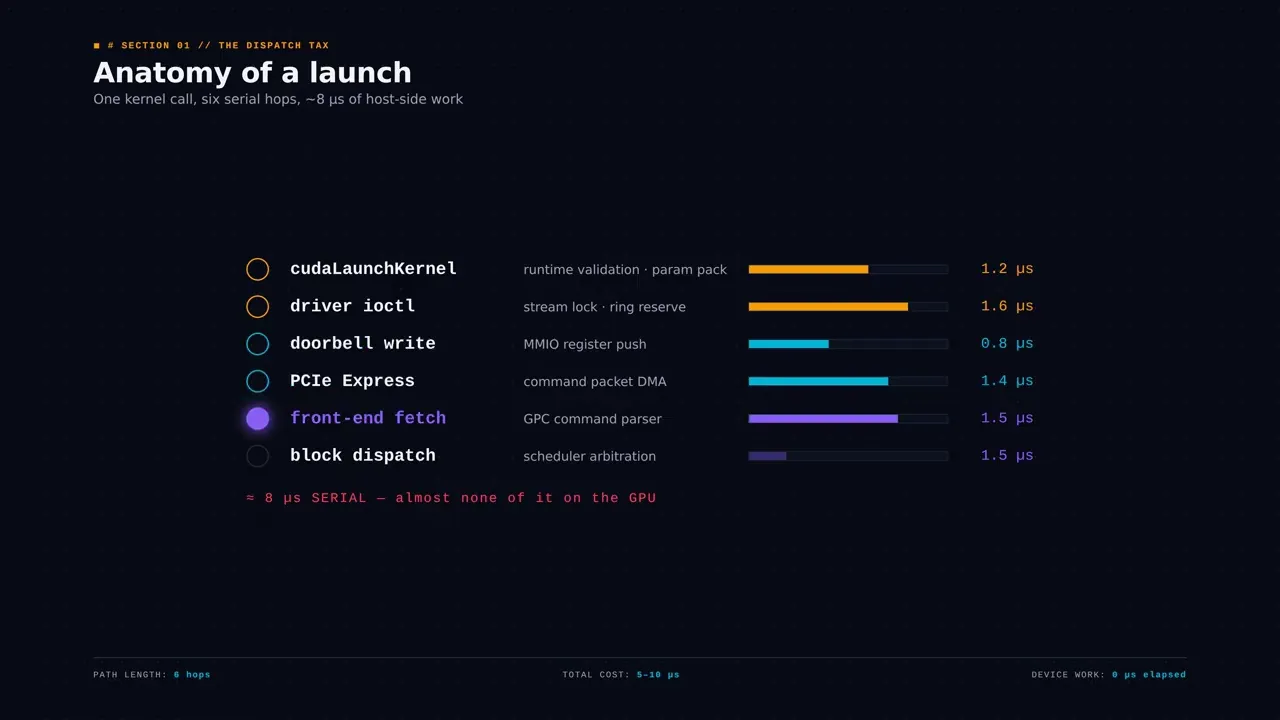 ■ # SECTION 01 // THE DISPATCH TAX
Anatomy of a launch
One kernel call, six serial hops, ~8 µs of host-side work
cudaLaunchKernel runtime validation · param pack 1.2 µs
driver ioctl stream lock · ring reserve 1.6 µs
doorbell write MMIO register push 0.8 µs
PCIe Express command packet DMA 1.4 µs
front-end fetch GPC command parser 1.5 µs
block dispatch scheduler arbitration 1.5 µs
≈ 8 µs SERIAL — almost none of it on the GPU
PATH LENGTH: 6 hops TOTAL COST: 5–10 µs DEVICE WORK: 0 µs elapsed